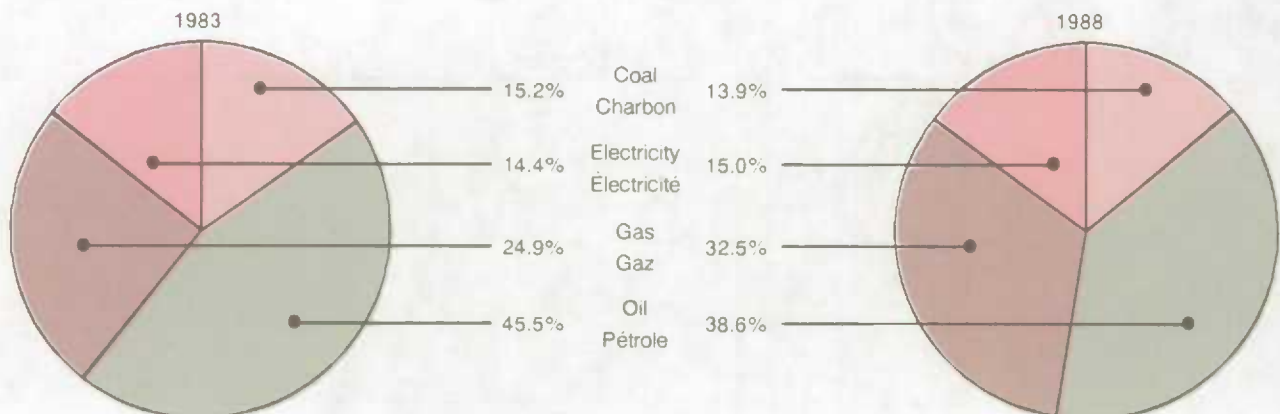 1983
1988
15.2% Coal Charbon 13.9%
14.4% Electricity Électricité 15.0%
24.9% Gas Gaz 32.5%
45.5% Oil Pétrole 38.6%